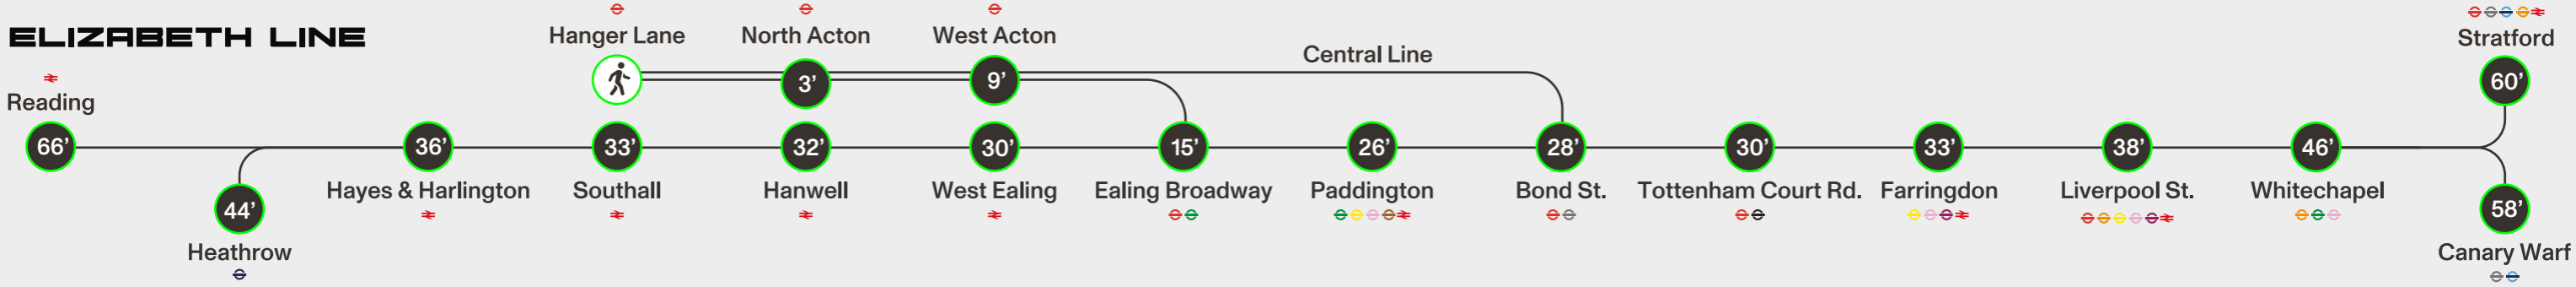 ELIZABETH LINE
Hanger Lane
North Acton
West Acton
Central Line
Stratford
Reading
3’
9’
60’
66’
36’
33’
32’
30’
15’
26’
28’
30’
33’
38’
46’
Hayes & Harlington
Southall
Hanwell
West Ealing
Ealing Broadway
Paddington
Bond St.
Tottenham Court Rd.
Farringdon
Liverpool St.
Whitechapel
44’
58’
Heathrow
Canary Warf